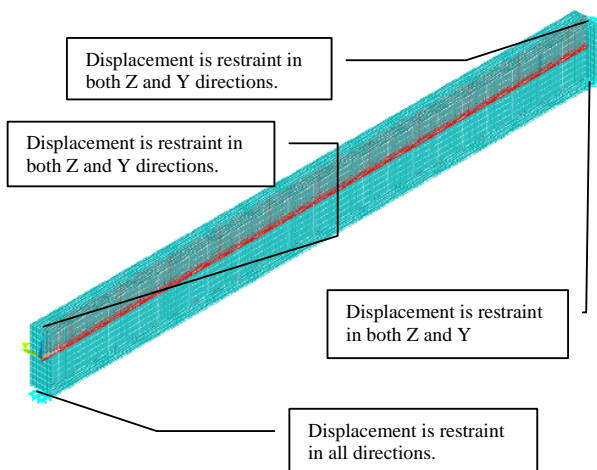 Displacement is restraint in
both Z and Y directions.
Displacement is restraint in
both Z and Y directions.
Displacement is restraint
in both Z and Y
Displacement is restraint
in all directions.